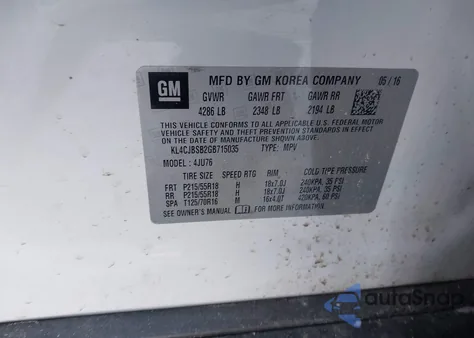 GM MFD BY GM KOREA COMPANY 05/16
GVWR GAWR FRT GAWR RR
4286 LB 2348 LB 2194 LB
THIS VEHICLE CONFORMS TO ALL APPLICABLE U.S. FEDERAL MOTOR
VEHICLE SAFETY, BUMPER, AND THEFT PREVENTION STANDARDS IN EFFECT
ON THE DATE OF MANUFACTURE SHOWN ABOVE.
KL4CJBSB2GB715035 TYPE: MPV
MODEL: 4JU76
TIRE SIZE SPEED RTG RIM COLD TIRE PRESSURE
FRT P215/55R18 H 18x7.0J 240KPA, 35 PSI
RR P215/55R18 H 18x7.0J 240KPA, 35 PSI
SPA T125/70R16 M 16x4.0T 420KPA, 60 PSI
SEE OWNER'S MANUAL FOR MORE INFORMATION.
autoSnap